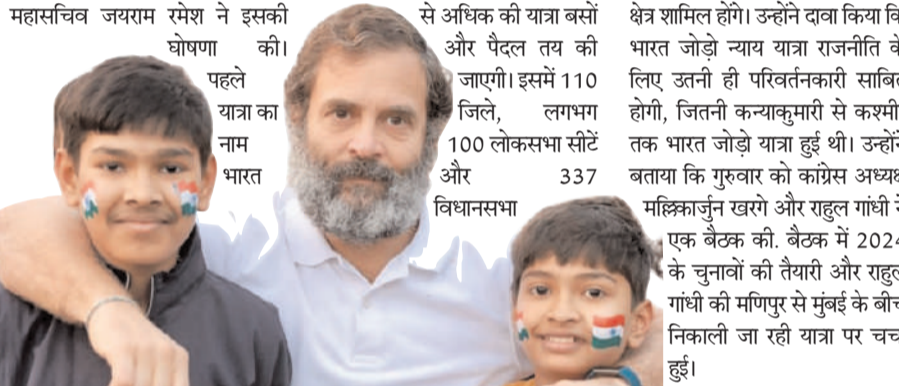 महासचिव जयराम रमेश ने इसकी
घोषणा की।
पहले
यात्रा का
नाम
भारत
से अधिक की यात्रा बसों
और पैदल तय की
जाएगी। इसमें 110
जिले, लगभग
100 लोकसभा सीटें
और 337
विधानसभा
क्षेत्र शामिल होंगे। उन्होंने दावा किया कि
भारत जोड़ो न्याय यात्रा राजनीति के
लिए उतनी ही परिवर्तनकारी साबित
होगी, जितनी कन्याकुमारी से कश्मी
तक भारत जोड़ो यात्रा हुई थी। उन्होंने
बताया कि गुरुवार को कांग्रेस अध्यक्ष
मल्लिकार्जुन खरगे और राहुल गांधी ने
एक बैठक की. बैठक में 2024
के चुनावों की तैयारी और राहुल
गांधी की मणिपुर से मुंबई के बीच
निकाली जा रही यात्रा पर चर्च
हुई।